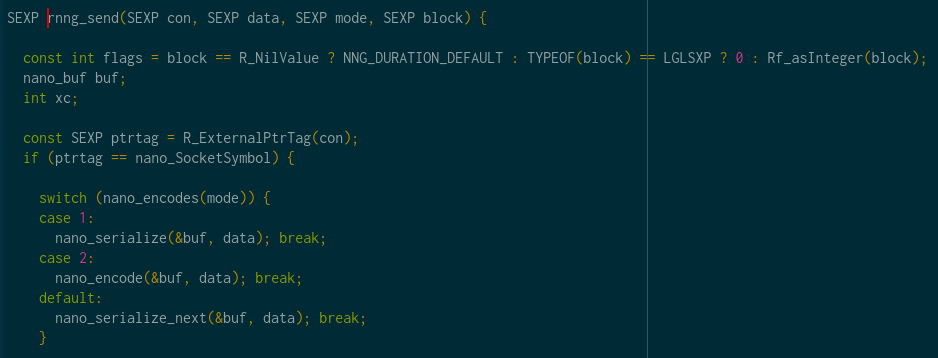 SEXP rnng_send(SEXP con, SEXP data, SEXP mode, SEXP block) {
const int flags = block == R_NilValue ? NNG_DURATION_DEFAULT : TYPEOF(block) == LGLSXP ? 0 : Rf_asInteger(block);
nano_buf buf;
int xc;
const SEXP ptrtag = R_ExternalPtrTag(con);
if (ptrtag == nano_SocketSymbol) {
switch (nano_encodes(mode)) {
case 1:
nano_serialize(&buf, data); break;
case 2:
nano_encode(&buf, data); break;
default:
nano_serialize_next(&buf, data); break;
}